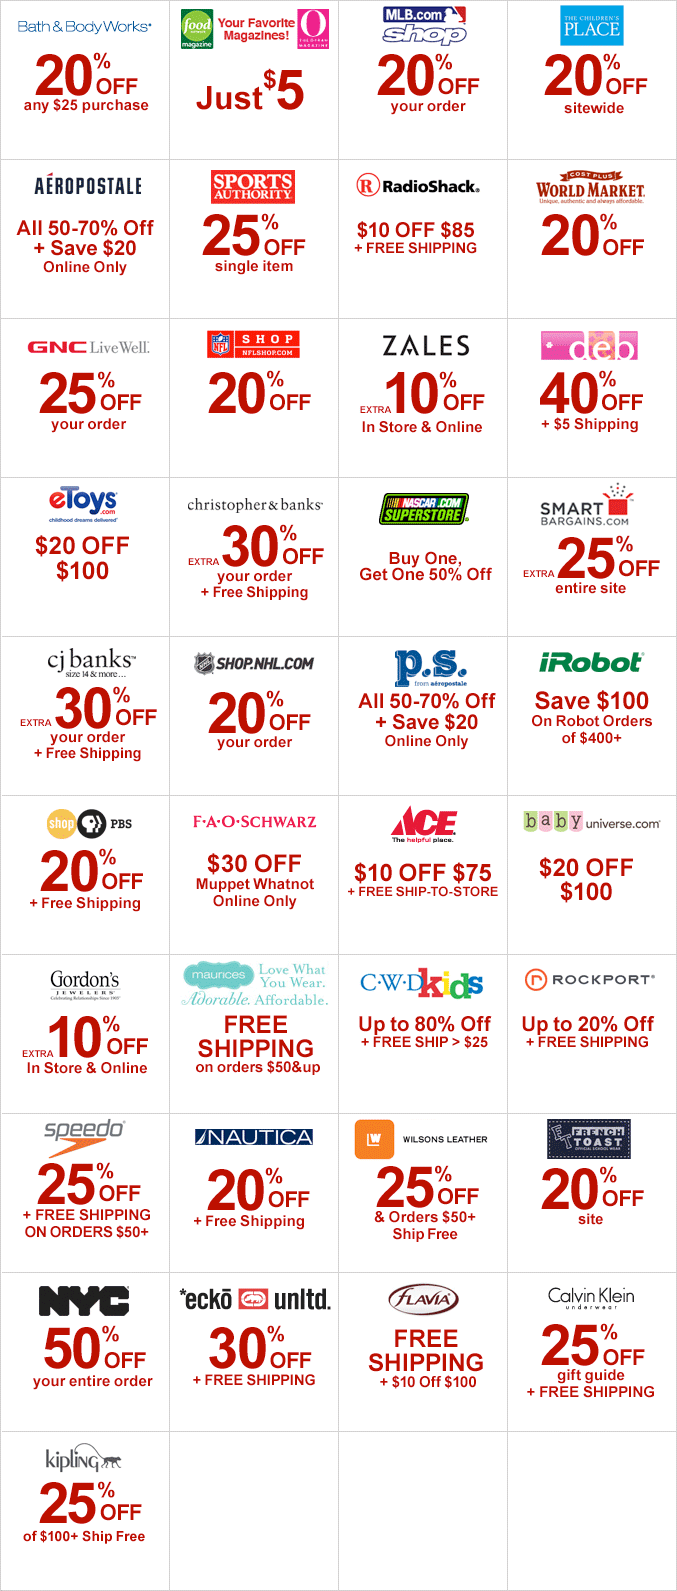 Bath & Body Works
20% OFF
any $25 purchase
food network magazine
Your Favorite Magazines!
O THE OPRAH MAGAZINE
Just $5
MLB.com shop
20% OFF
your order
THE CHILDREN'S PLACE
20% OFF
sitewide
AÉROPOSTALE
All 50-70% Off
+ Save $20
Online Only
SPORTS AUTHORITY
25% OFF
single item
RadioShack.
$10 OFF $85
+ FREE SHIPPING
COST PLUS WORLD MARKET.
Unique, authentic and always affordable.
20% OFF
GNC LiveWell.
25% OFF
your order
NFL SHOP
NFLSHOP.COM
20% OFF
ZALES
EXTRA 10% OFF
In Store & Online
deb
40% OFF
+ $5 Shipping
eToys.com
childhood dreams delivered
$20 OFF
$100
christopher & banks
EXTRA 30% OFF
your order
+ Free Shipping
NASCAR.COM SUPERSTORE
Buy One,
Get One 50% Off
SMART BARGAINS.COM
EXTRA 25% OFF
entire site
cj banks
size 14 & more...
EXTRA 30% OFF
your order
+ Free Shipping
NHL SHOP.NHL.COM
20% OFF
your order
p.s.
from aéropostale
All 50-70% Off
+ Save $20
Online Only
iRobot
Save $100
On Robot Orders
of $400+
shop PBS
20% OFF
+ Free Shipping
F·A·O·SCHWARZ
$30 OFF
Muppet Whatnot
Online Only
ACE
The helpful place.
$10 OFF $75
+ FREE SHIP-TO-STORE
baby universe.com
$20 OFF
$100
Gordon's
JEWELERS
Celebrating Relationships Since 1905
EXTRA 10% OFF
In Store & Online
maurices
Love What You Wear.
Adorable. Affordable.
FREE
SHIPPING
on orders $50&up
C·W·D kids
Up to 80% Off
+ FREE SHIP > $25
r ROCKPORT
Up to 20% Off
+ FREE SHIPPING
speedo
25% OFF
+ FREE SHIPPING
ON ORDERS $50+
NAUTICA
20% OFF
+ Free Shipping
LW WILSONS LEATHER
25% OFF
& Orders $50+
Ship Free
FT FRENCH TOAST
OFFICIAL SCHOOL WEAR
20% OFF
site
NYC
50% OFF
your entire order
*eckō unltd.
30% OFF
+ FREE SHIPPING
FLAVIA
FREE
SHIPPING
+ $10 Off $100
Calvin Klein
underwear
25% OFF
gift guide
+ FREE SHIPPING
kipling
25% OFF
of $100+ Ship Free